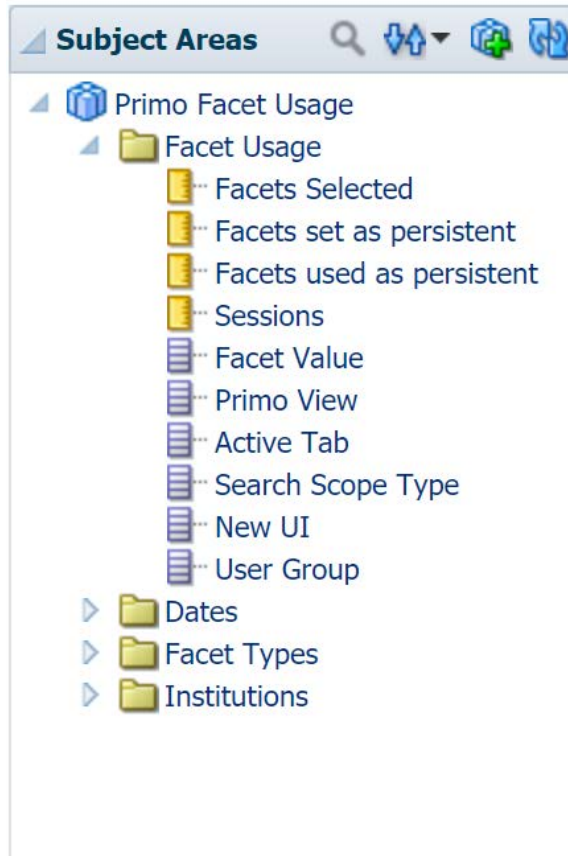 Subject Areas
Primo Facet Usage
Facet Usage
Facets Selected
Facets set as persistent
Facets used as persistent
Sessions
Facet Value
Primo View
Active Tab
Search Scope Type
New UI
User Group
Dates
Facet Types
Institutions